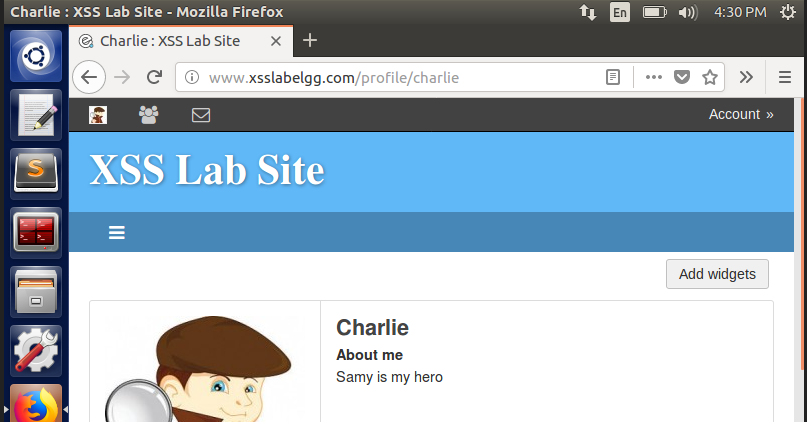 Charlie : XSS Lab Site - Mozilla Firefox
En
4:30 PM
Charlie : XSS Lab Site
www.xsslabelgg.com/profile/charlie
Account »
XSS Lab Site
Add widgets
Charlie
About me
Samy is my hero